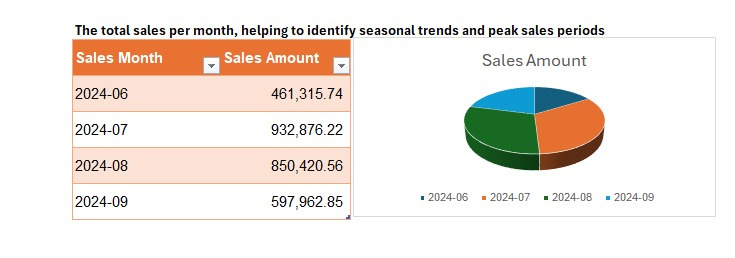 The total sales per month, helping to identify seasonal trends and peak sales periods
Sales Month Sales Amount
2024-06 461,315.74
2024-07 932,876.22
2024-08 850,420.56
2024-09 597,962.85
Sales Amount
2024-06 2024-07 2024-08 2024-09